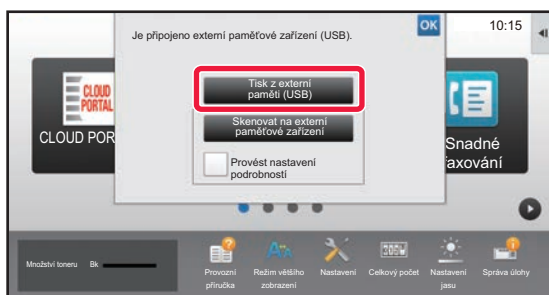 Je připojeno externí paměťové zařízení (USB).
OK
10:15
Tisk z externí
paměti (USB)
Skenovat na externí
paměťové zařízení
Provést nastavení
podrobností
CLOUD
PORTAL
CLOUD POR
Snadné
faxování
Množství toneru Bk
Provozní
příručka
Režim většího
zobrazení
Nastavení
Celkový počet
Nastavení
jasu
Správa úlohy